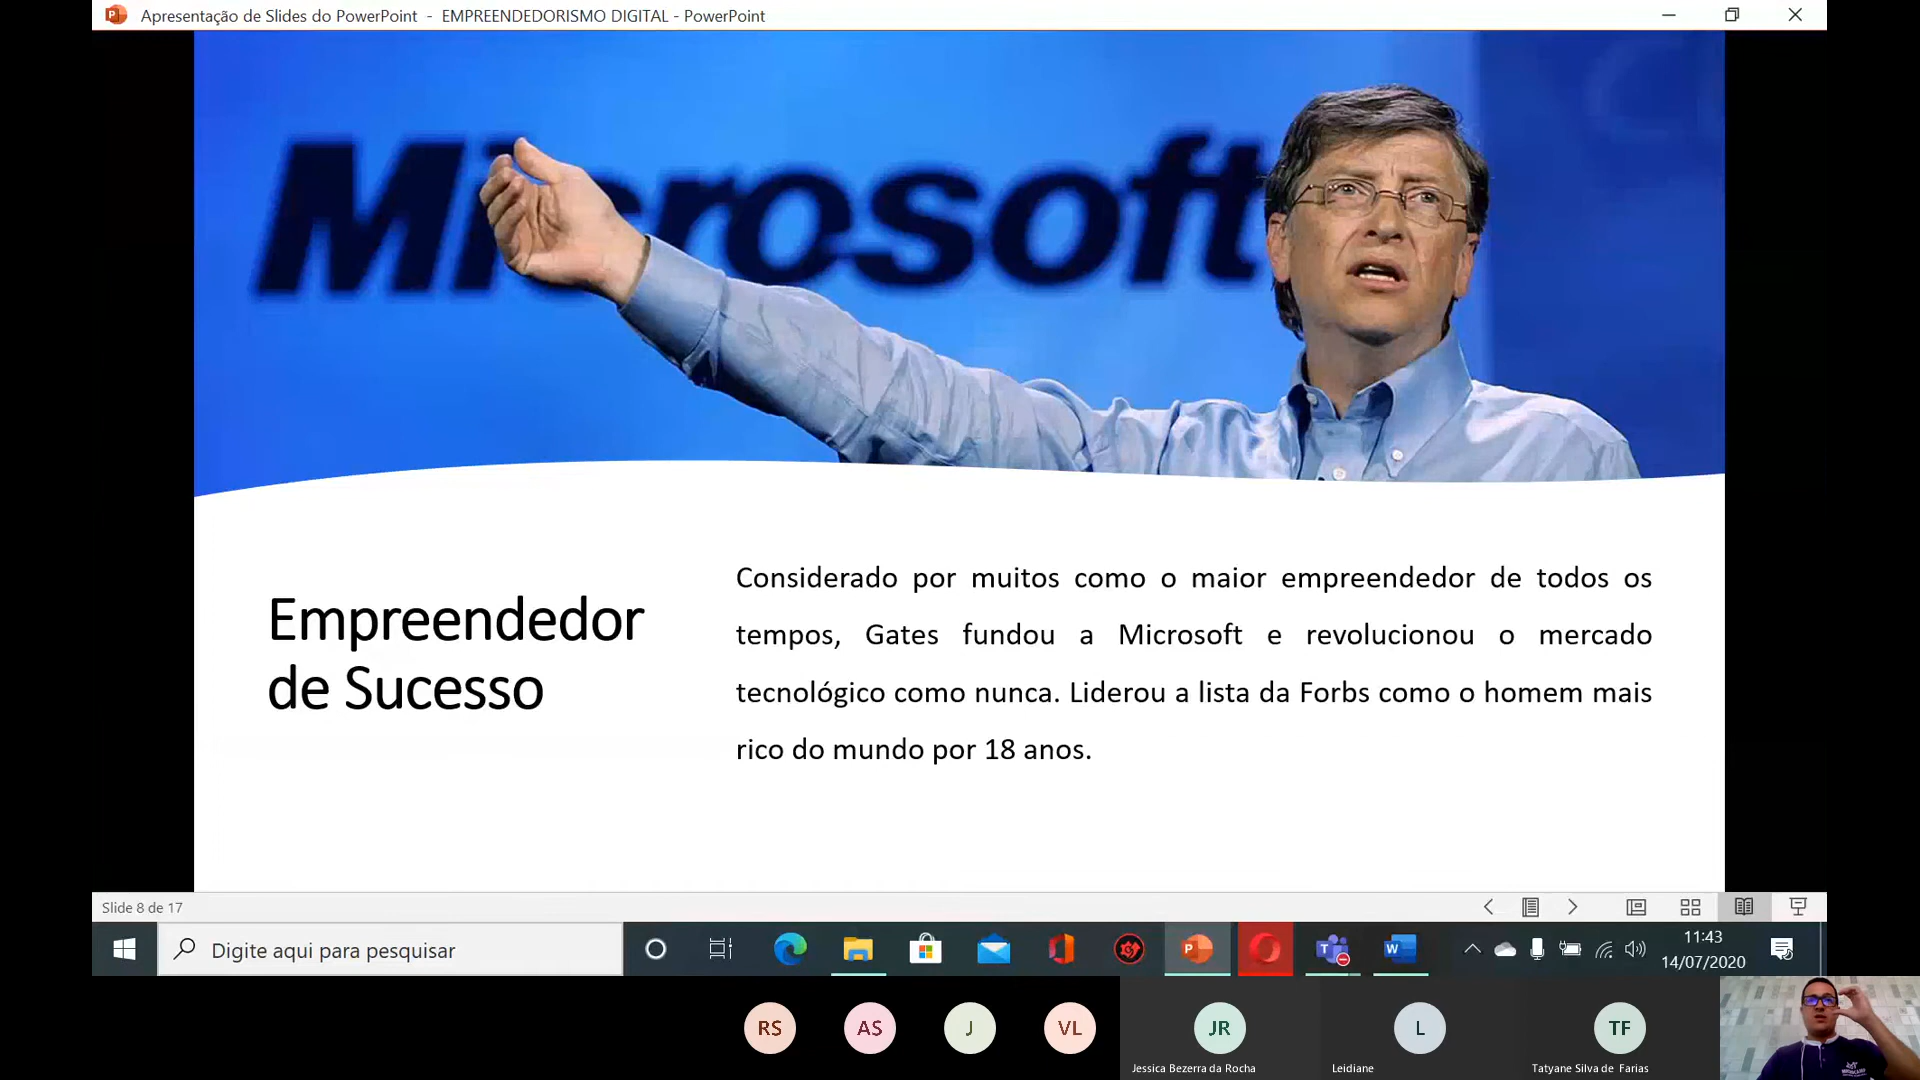 Apresentação de Slides do PowerPoint - EMPREENDEDORISMO DIGITAL - PowerPoint
Microsoft
Empreendedor
de Sucesso
Considerado por muitos como o maior empreendedor de todos os
tempos, Gates fundou a Microsoft e revolucionou o mercado
tecnológico como nunca. Liderou a lista da Forbs como o homem mais
rico do mundo por 18 anos.
Slide 8 de 17
Digite aqui para pesquisar
11:43
14/07/2020
RS AS J VL JR L TF
Jessica Bezerra da Rocha Leidiane Tatyane Silva de Farias